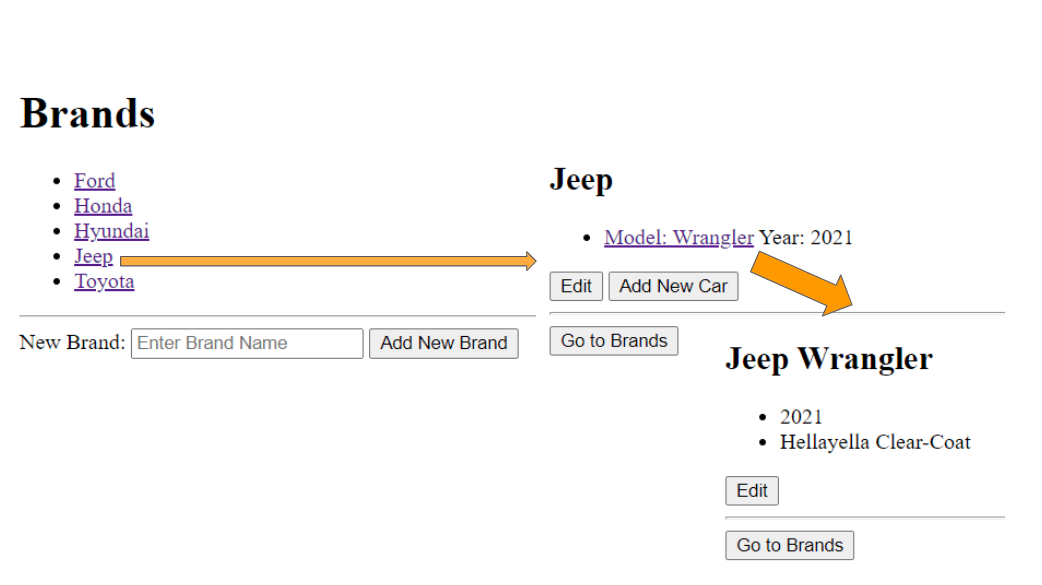 Brands
Ford
Honda
Hyundai
Jeep
Toyota
New Brand: Enter Brand Name Add New Brand
Jeep
Model: Wrangler Year: 2021
Edit Add New Car
Go to Brands
Jeep Wrangler
2021
Hellayella Clear-Coat
Edit
Go to Brands